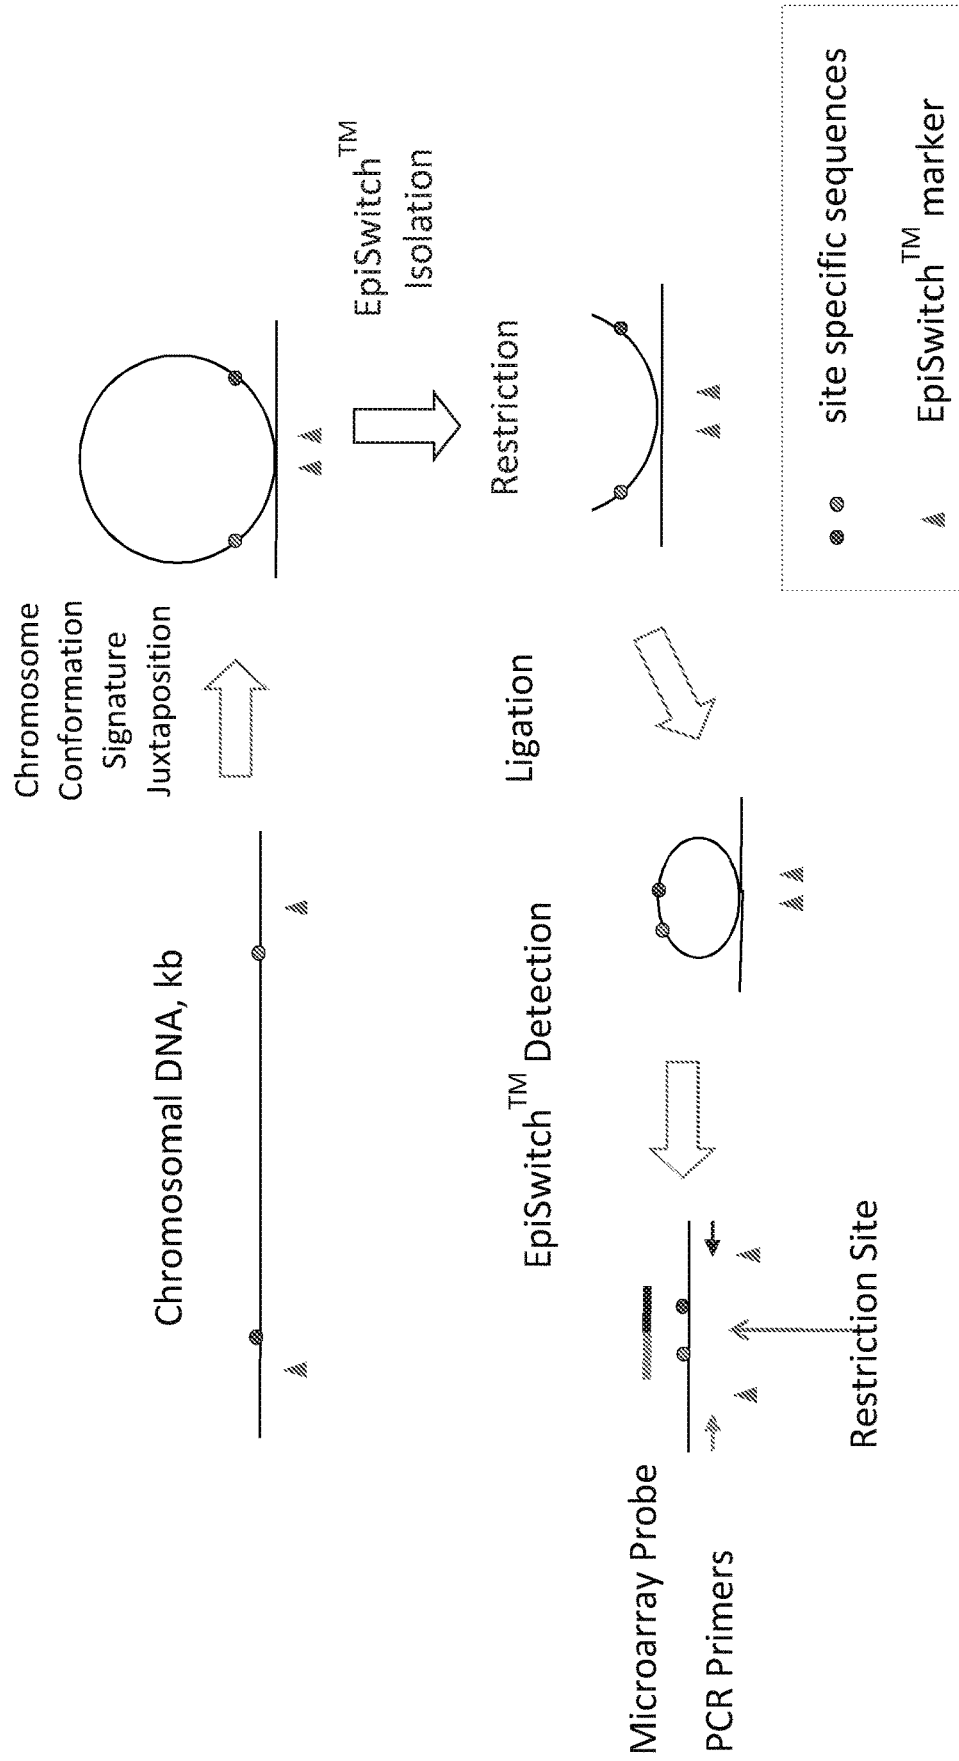 Chromosomal DNA, kb
Chromosome
Conformation
Signature
Juxtaposition
EpiSwitch™
Isolation
Restriction
Ligation
EpiSwitch™ Detection
Microarray Probe
PCR Primers
Restriction Site
site specific sequences
EpiSwitch™ marker